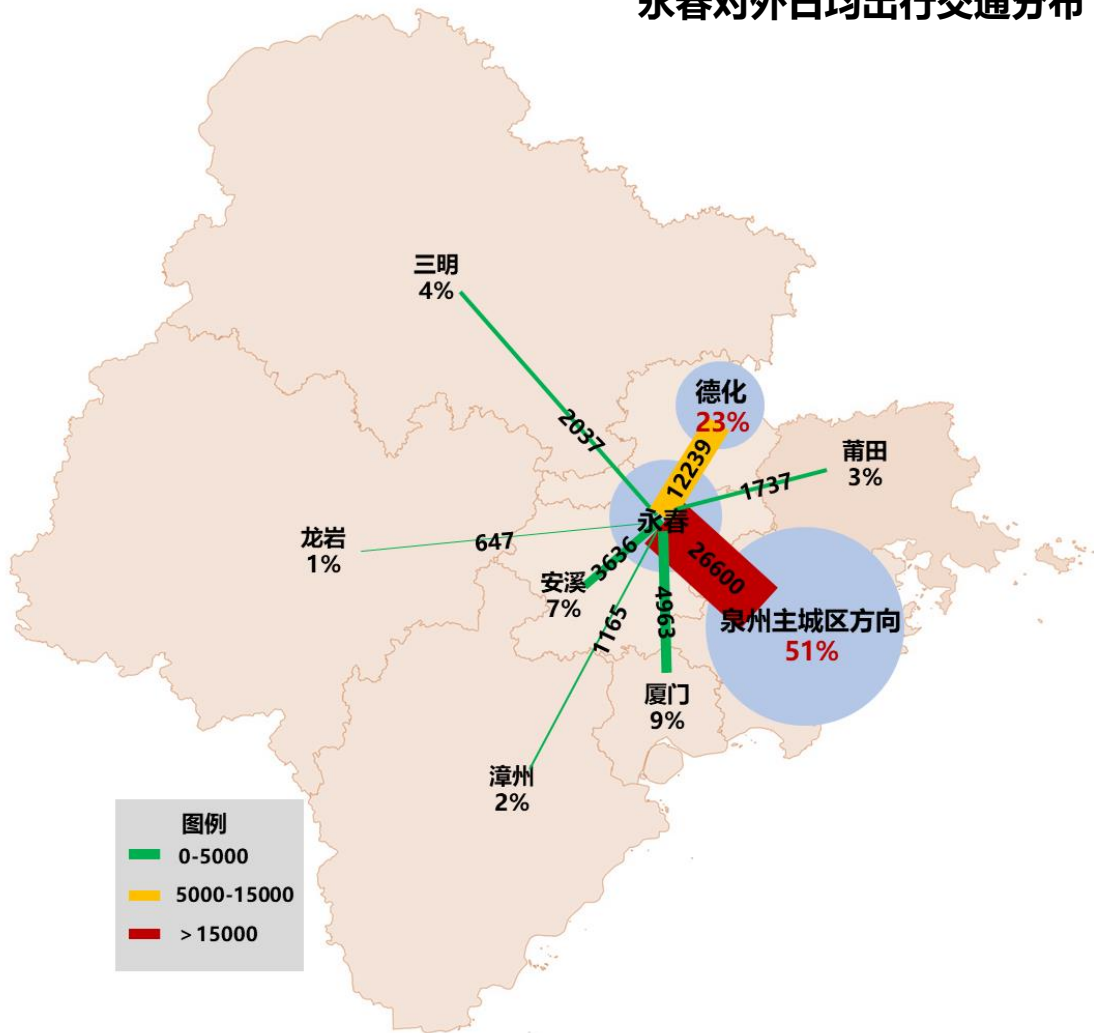 永春对外日均出行交通分布
三明
4%
2037
德化
23%
12239
莆田
3%
1737
永春
龙岩
1%
647
安溪
7%
3636
26600
泉州主城区方向
51%
4963
1165
厦门
9%
漳州
2%
图例
0-5000
5000-15000
>15000